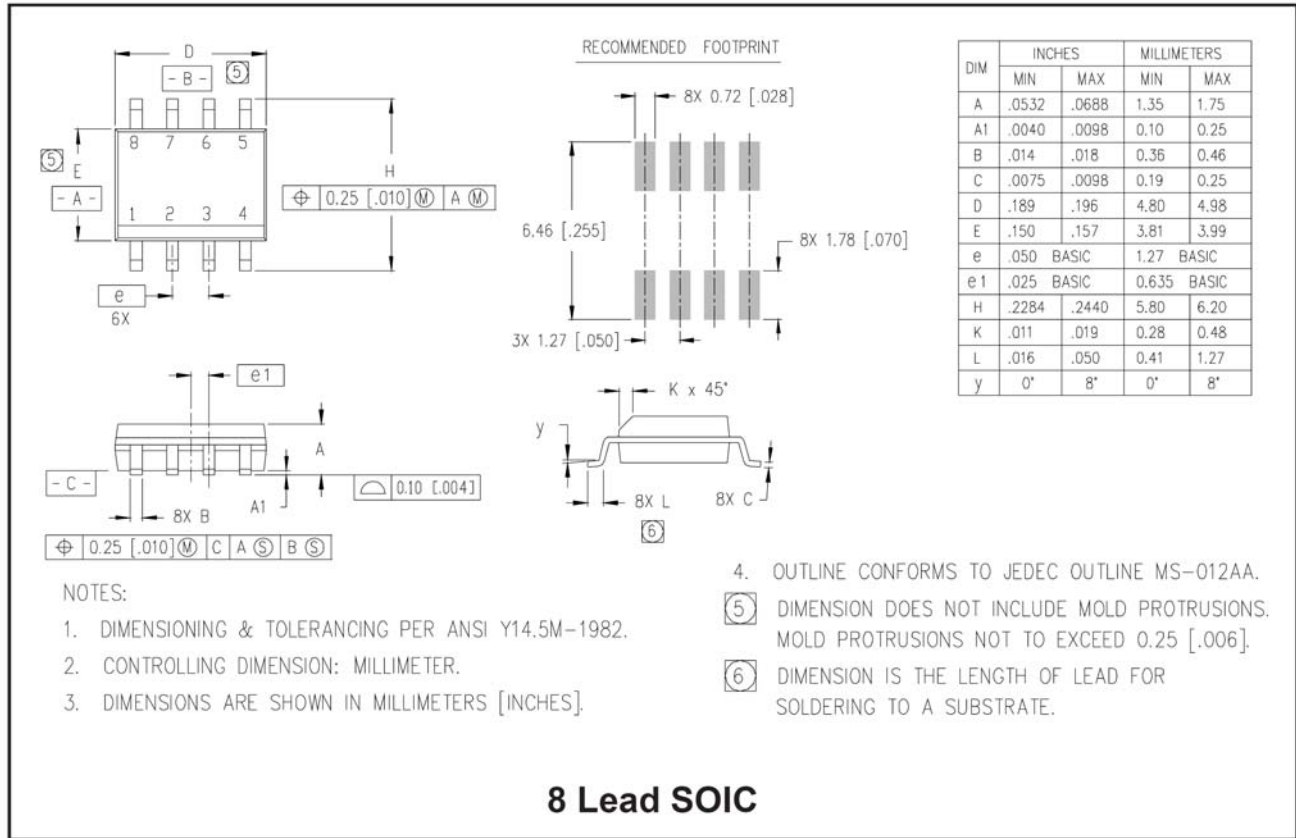 D
- B -
5
8 7 6 5
5
E
- A -
H
⌖ 0.25 [.010] Ⓜ A Ⓜ
1 2 3 4
e
6X
RECOMMENDED FOOTPRINT
8X 0.72 [.028]
6.46 [.255]
8X 1.78 [.070]
3X 1.27 [.050]
DIM INCHES MILLIMETERS
MIN MAX MIN MAX
A .0532 .0688 1.35 1.75
A1 .0040 .0098 0.10 0.25
B .014 .018 0.36 0.46
C .0075 .0098 0.19 0.25
D .189 .196 4.80 4.98
E .150 .157 3.81 3.99
e .050 BASIC 1.27 BASIC
e1 .025 BASIC 0.635 BASIC
H .2284 .2440 5.80 6.20
K .011 .019 0.28 0.48
L .016 .050 0.41 1.27
y 0° 8° 0° 8°
e1
A
- C -
A1
8X B
⌓ 0.10 [.004]
⌖ 0.25 [.010] Ⓜ C A Ⓢ B Ⓢ
K x 45°
y
8X L
8X C
6
NOTES:
1. DIMENSIONING & TOLERANCING PER ANSI Y14.5M-1982.
2. CONTROLLING DIMENSION: MILLIMETER.
3. DIMENSIONS ARE SHOWN IN MILLIMETERS [INCHES].
4. OUTLINE CONFORMS TO JEDEC OUTLINE MS-012AA.
5 DIMENSION DOES NOT INCLUDE MOLD PROTRUSIONS.
MOLD PROTRUSIONS NOT TO EXCEED 0.25 [.006].
6 DIMENSION IS THE LENGTH OF LEAD FOR
SOLDERING TO A SUBSTRATE.
8 Lead SOIC